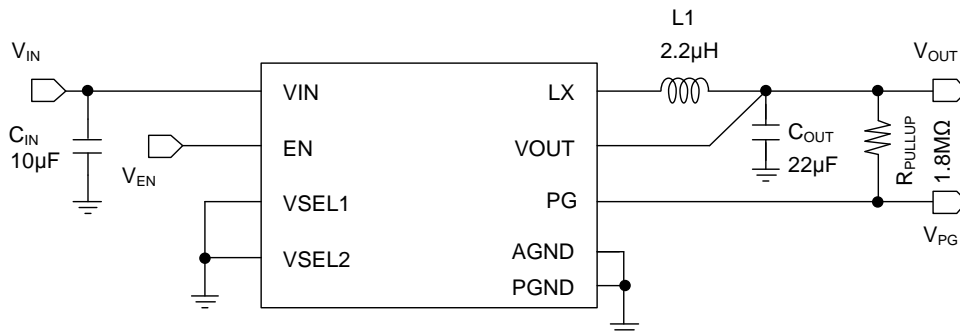 L1
2.2µH
VIN
VOUT
VIN
LX
CIN
10µF
EN
VOUT
COUT
22µF
RPULLUP
1.8MΩ
VEN
VSEL1
PG
VPG
VSEL2
AGND
PGND